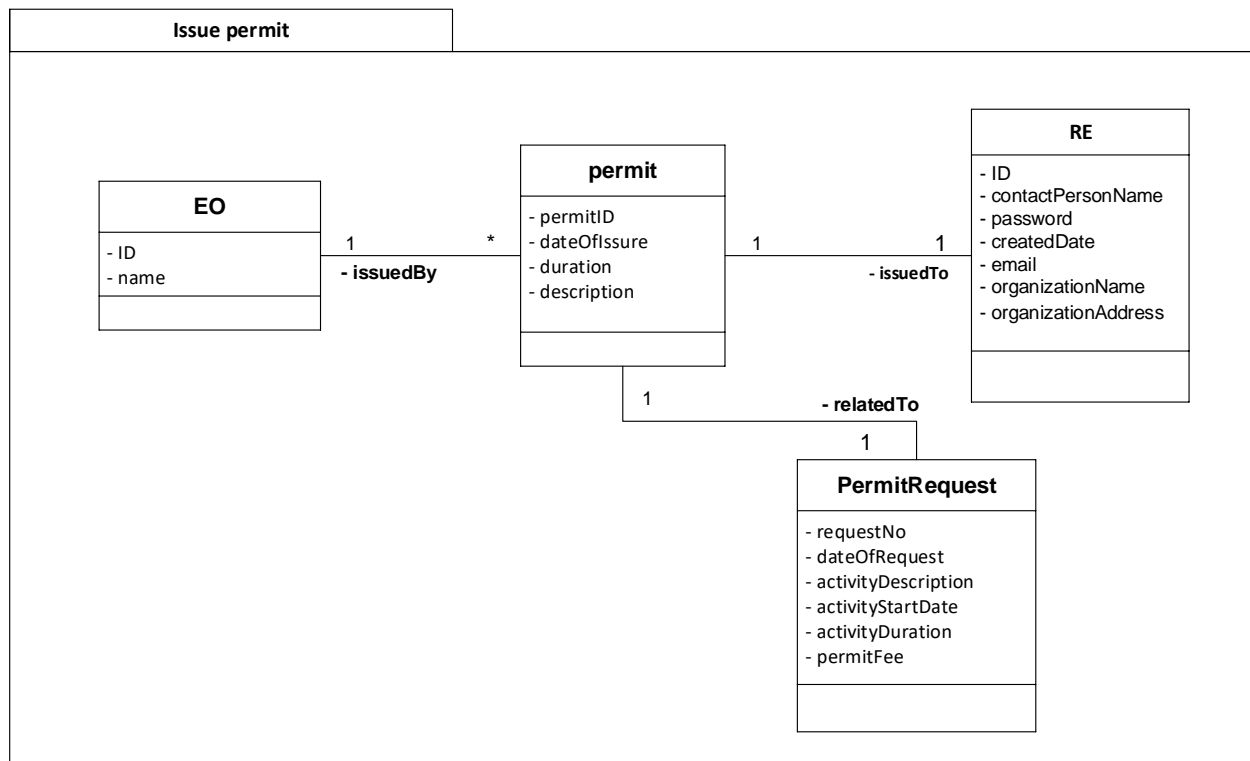 Issue permit
EO
- ID
- name
1
*
- issuedBy
permit
- permitID
- dateOfIssure
- duration
- description
1
1
- issuedTo
RE
- ID
- contactPersonName
- password
- createdDate
- email
- organizationName
- organizationAddress
1
- relatedTo
1
PermitRequest
- requestNo
- dateOfRequest
- activityDescription
- activityStartDate
- activityDuration
- permitFee